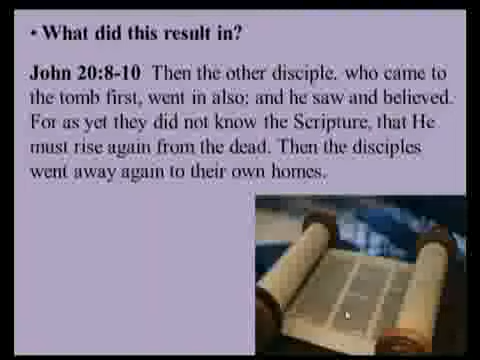 • What did this result in?
John 20:8-10 Then the other disciple, who came to
the tomb first, went in also; and he saw and believed.
For as yet they did not know the Scripture, that He
must rise again from the dead. Then the disciples
went away again to their own homes.